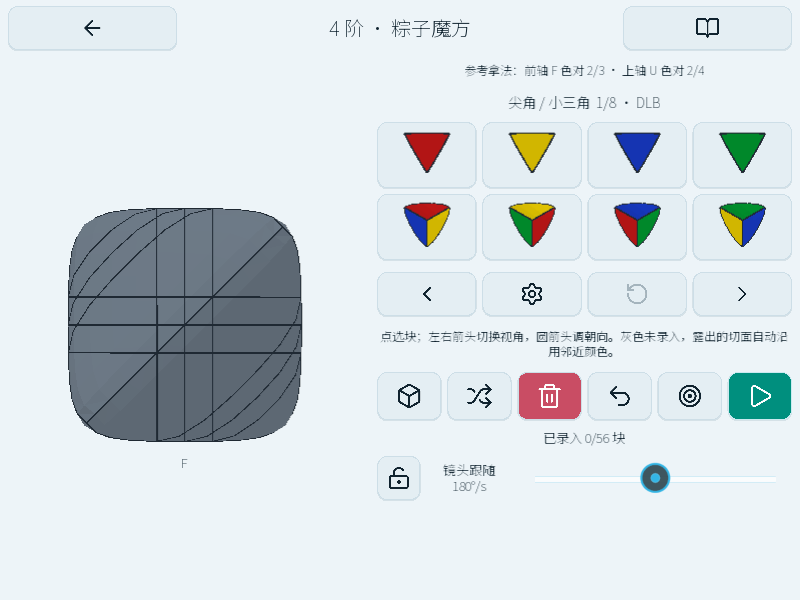 4 阶 · 粽子魔方
参考拿法: 前轴 F 色对 2/3 · 上轴 U 色对 2/4
尖角 / 小三角 1/8 · DLB
点选块; 左右箭头切换视角, 圆箭头调朝向。灰色未录入, 露出的切面自动沿
用邻近颜色。
已录入 0/56 块
镜头跟随
180°/s
F